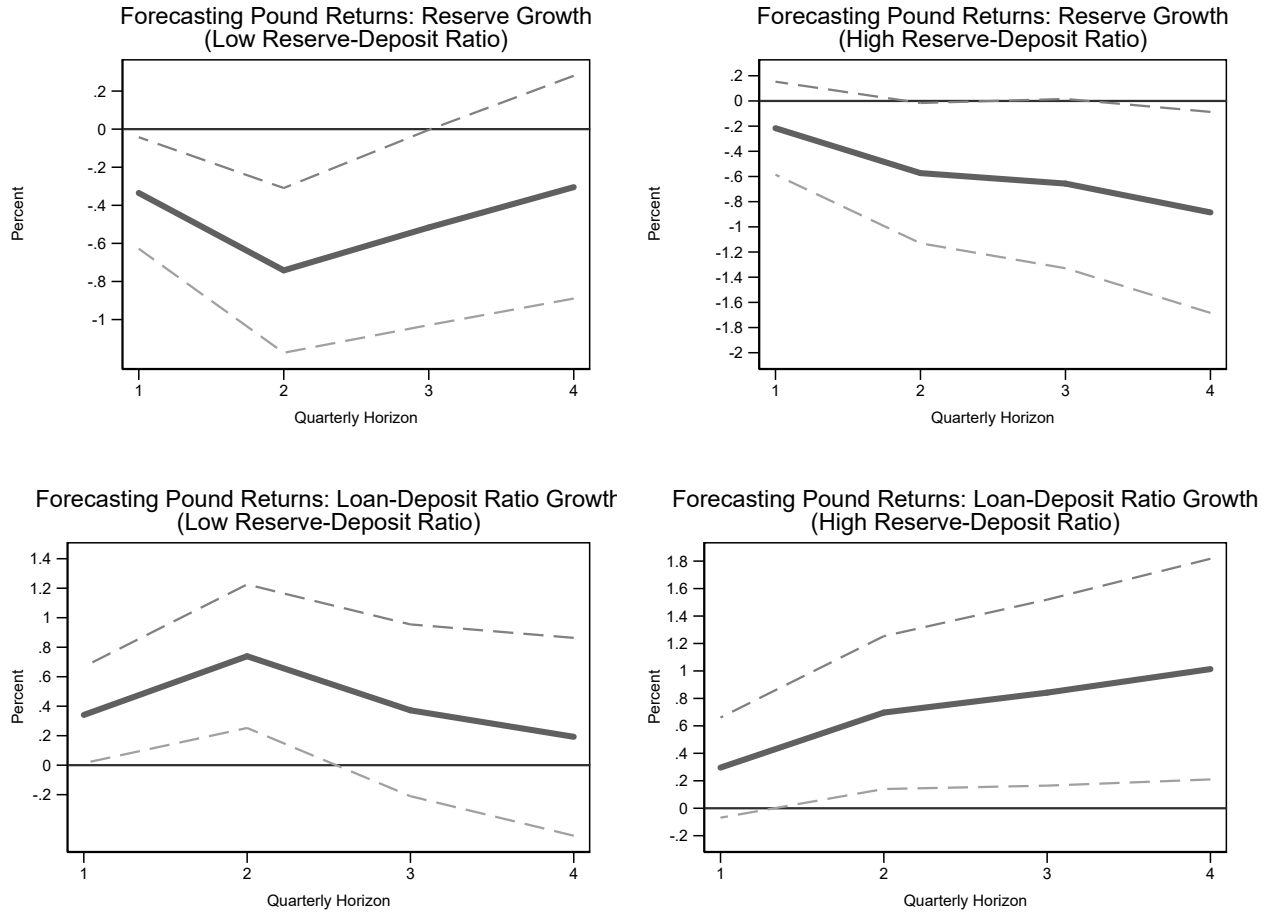 Forecasting Pound Returns: Reserve Growth
(Low Reserve-Deposit Ratio)
.2
0
-.2
-.4
-.6
-.8
-1
Percent
1 2 3 4
Quarterly Horizon
Forecasting Pound Returns: Reserve Growth
(High Reserve-Deposit Ratio)
.2
0
-.2
-.4
-.6
-.8
-1
-1.2
-1.4
-1.6
-1.8
-2
Percent
1 2 3 4
Quarterly Horizon
Forecasting Pound Returns: Loan-Deposit Ratio Growth
(Low Reserve-Deposit Ratio)
1.4
1.2
1
.8
.6
.4
.2
0
-.2
Percent
1 2 3 4
Quarterly Horizon
Forecasting Pound Returns: Loan-Deposit Ratio Growth
(High Reserve-Deposit Ratio)
1.8
1.6
1.4
1.2
1
.8
.6
.4
.2
0
-.2
Percent
1 2 3 4
Quarterly Horizon